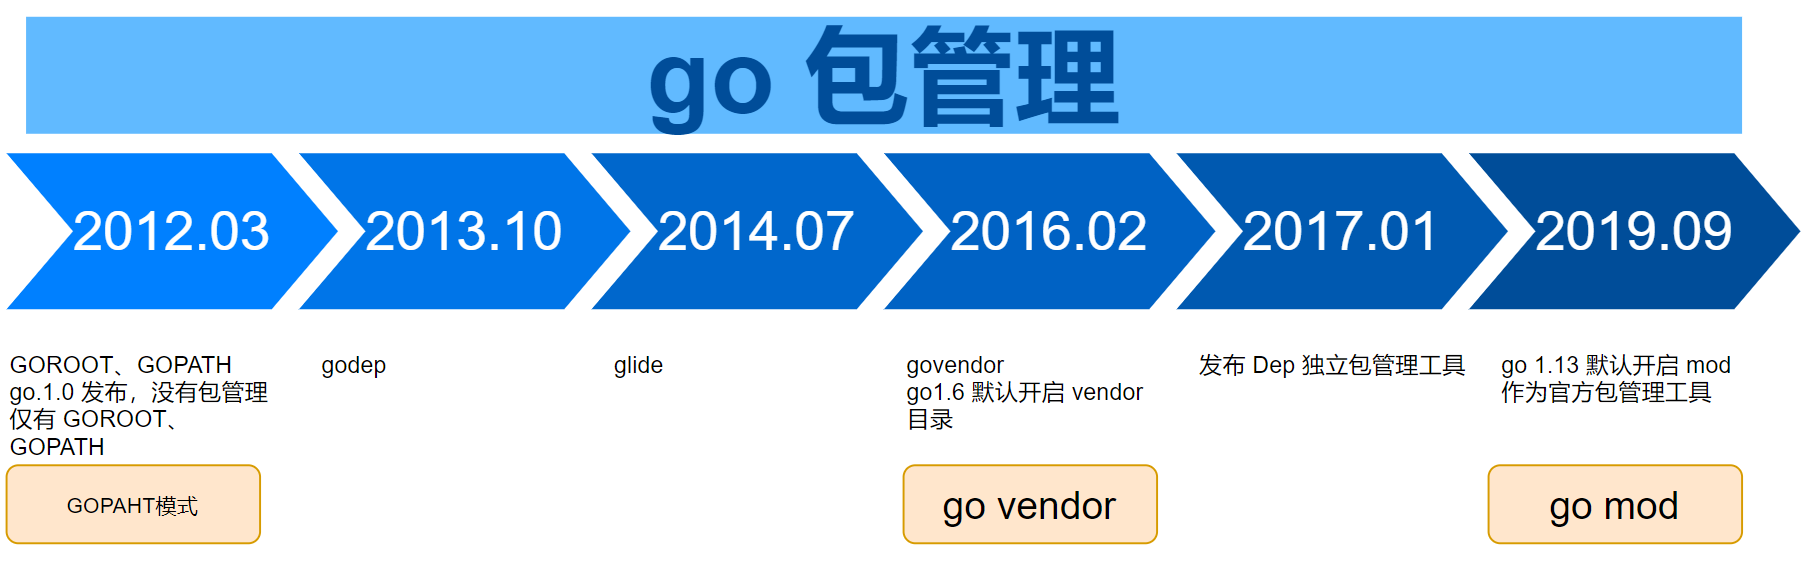 go 包管理
2012.03
2013.10
2014.07
2016.02
2017.01
2019.09
GOROOT、GOPATH
go.1.0 发布，没有包管理
仅有 GOROOT、
GOPATH
godep
glide
govendor
go1.6 默认开启 vendor
目录
发布 Dep 独立包管理工具
go 1.13 默认开启 mod
作为官方包管理工具
GOPAHT模式
go vendor
go mod